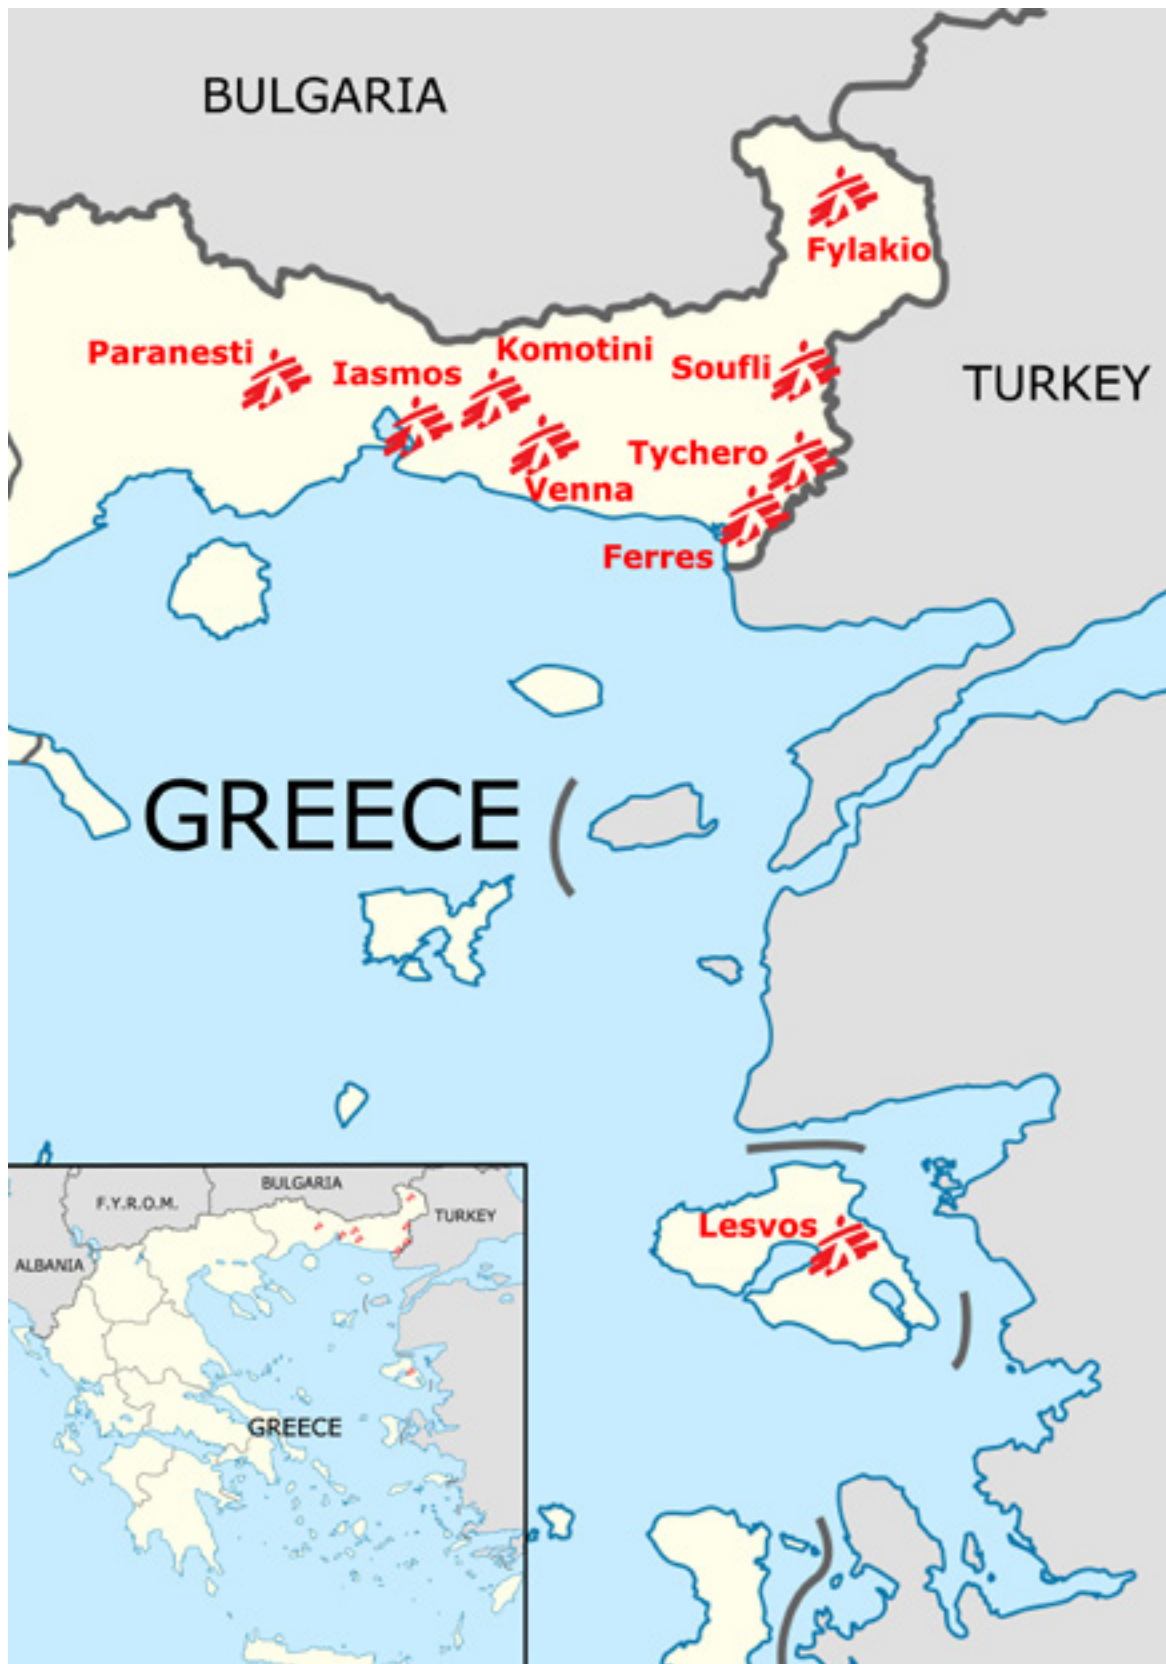 BULGARIA
Fylakio
Komotini
Paranesti
Iasmos
Soufli
TURKEY
Tychero
Venna
Ferres
GREECE
Lesvos
BULGARIA
F.Y.R.O.M.
TURKEY
ALBANIA
GREECE